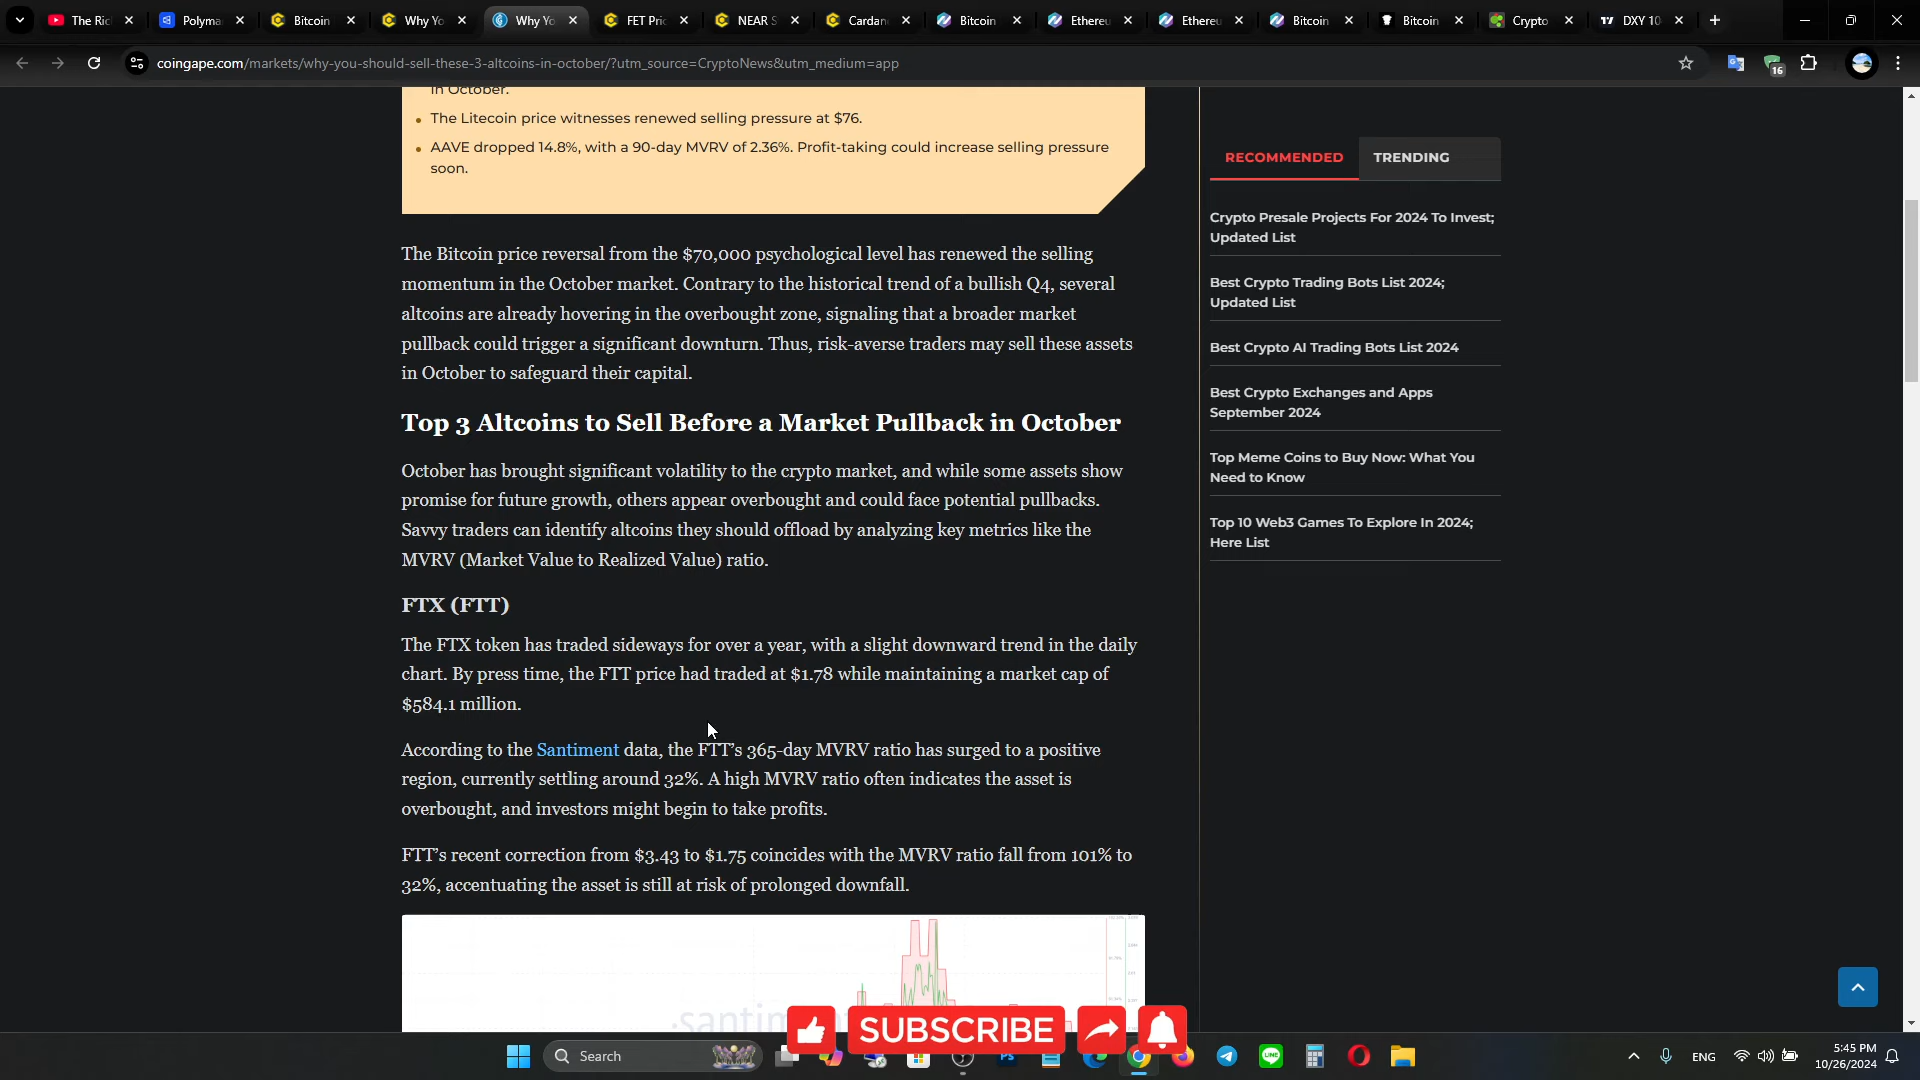 The Ric
Polyma
Bitcoin
Why Yo
Why Yo
FET Pric
NEAR S
Cardan
Bitcoin
Ethereu
Ethereu
Bitcoin
Bitcoin
Crypto
DXY 10
coingape.com/markets/why-you-should-sell-these-3-altcoins-in-october/?utm_source=CryptoNews&utm_medium=app
16
in October.
The Litecoin price witnesses renewed selling pressure at $76.
AAVE dropped 14.8%, with a 90-day MVRV of 2.36%. Profit-taking could increase selling pressure
soon.
The Bitcoin price reversal from the $70,000 psychological level has renewed the selling
momentum in the October market. Contrary to the historical trend of a bullish Q4, several
altcoins are already hovering in the overbought zone, signaling that a broader market
pullback could trigger a significant downturn. Thus, risk-averse traders may sell these assets
in October to safeguard their capital.
Top 3 Altcoins to Sell Before a Market Pullback in October
October has brought significant volatility to the crypto market, and while some assets show
promise for future growth, others appear overbought and could face potential pullbacks.
Savvy traders can identify altcoins they should offload by analyzing key metrics like the
MVRV (Market Value to Realized Value) ratio.
FTX (FTT)
The FTX token has traded sideways for over a year, with a slight downward trend in the daily
chart. By press time, the FTT price had traded at $1.78 while maintaining a market cap of
$584.1 million.
According to the Santiment data, the FTT's 365-day MVRV ratio has surged to a positive
region, currently settling around 32%. A high MVRV ratio often indicates the asset is
overbought, and investors might begin to take profits.
FTT's recent correction from $3.43 to $1.75 coincides with the MVRV ratio fall from 101% to
32%, accentuating the asset is still at risk of prolonged downfall.
RECOMMENDED
TRENDING
Crypto Presale Projects For 2024 To Invest;
Updated List
Best Crypto Trading Bots List 2024;
Updated List
Best Crypto AI Trading Bots List 2024
Best Crypto Exchanges and Apps
September 2024
Top Meme Coins to Buy Now: What You
Need to Know
Top 10 Web3 Games To Explore In 2024;
Here List
SUBSCRIBE
Search
Ps
LINE
ENG
5:45 PM
10/26/2024